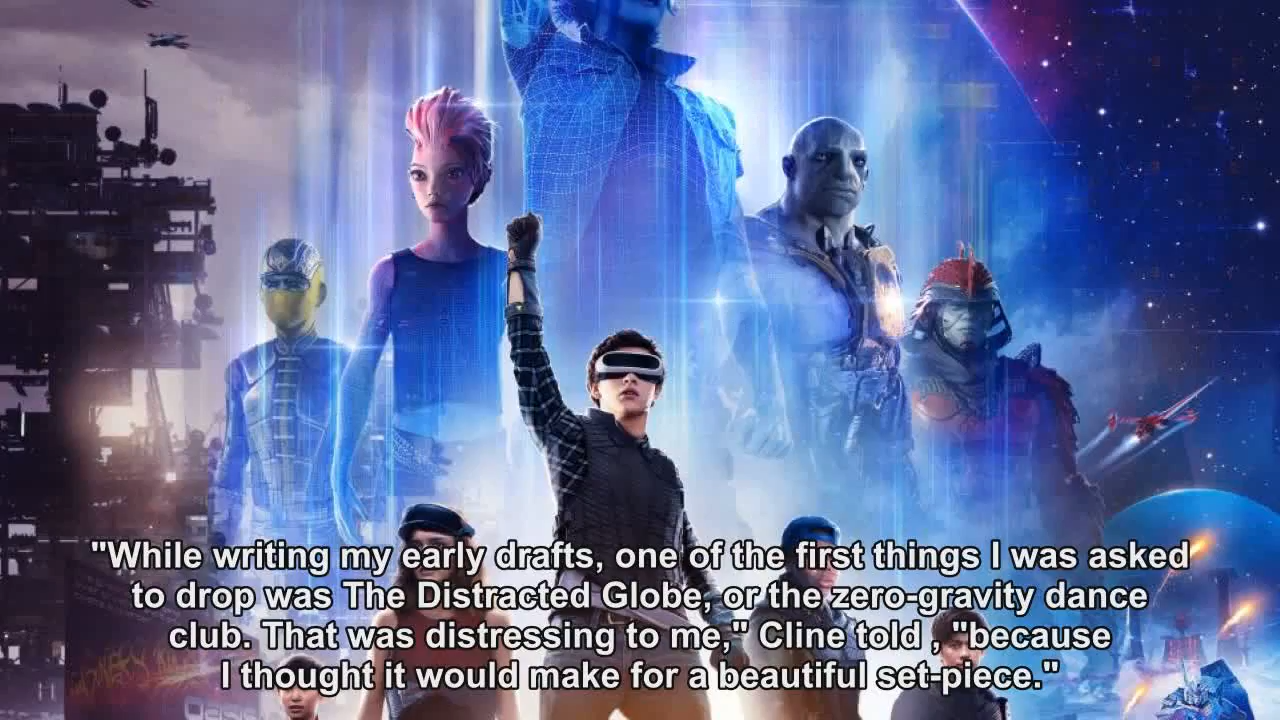 "While writing my early drafts, one of the first things I was asked
to drop was The Distracted Globe, or the zero-gravity dance
club. That was distressing to me," Cline told , "because
I thought it would make for a beautiful set-piece."